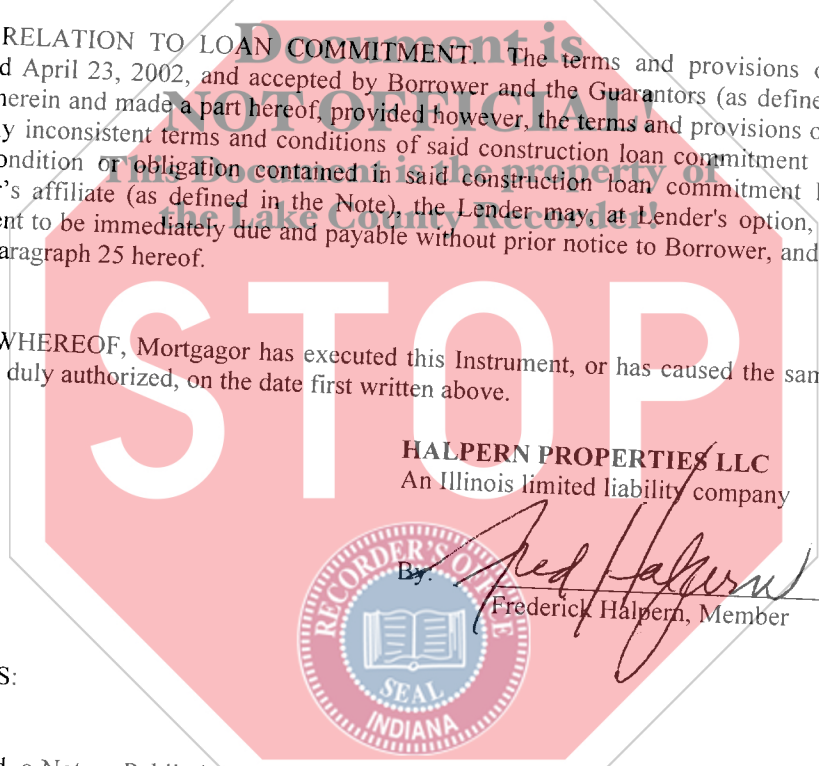 Document is
NOT OFFICIAL!
This Document is the property of
the Lake County Recorder!
RELATION TO LOAN COMMITMENT. The terms and provisions
d April 23, 2002, and accepted by Borrower and the Guarantors (as define
herein and made a part hereof, provided however, the terms and provisions o
y inconsistent terms and conditions of said construction loan commitment
ondition or obligation contained in said construction loan commitment
r's affiliate (as defined in the Note), the Lender may, at Lender's option,
ent to be immediately due and payable without prior notice to Borrower, and
aragraph 25 hereof.
WHEREOF, Mortgagor has executed this Instrument, or has caused the sam
duly authorized, on the date first written above.
STOP
HALPERN PROPERTIES LLC
An Illinois limited liability company
By: Fred Halpern
Frederick Halpern, Member
RECORDER'S OFFICE
SEAL
INDIANA
S: